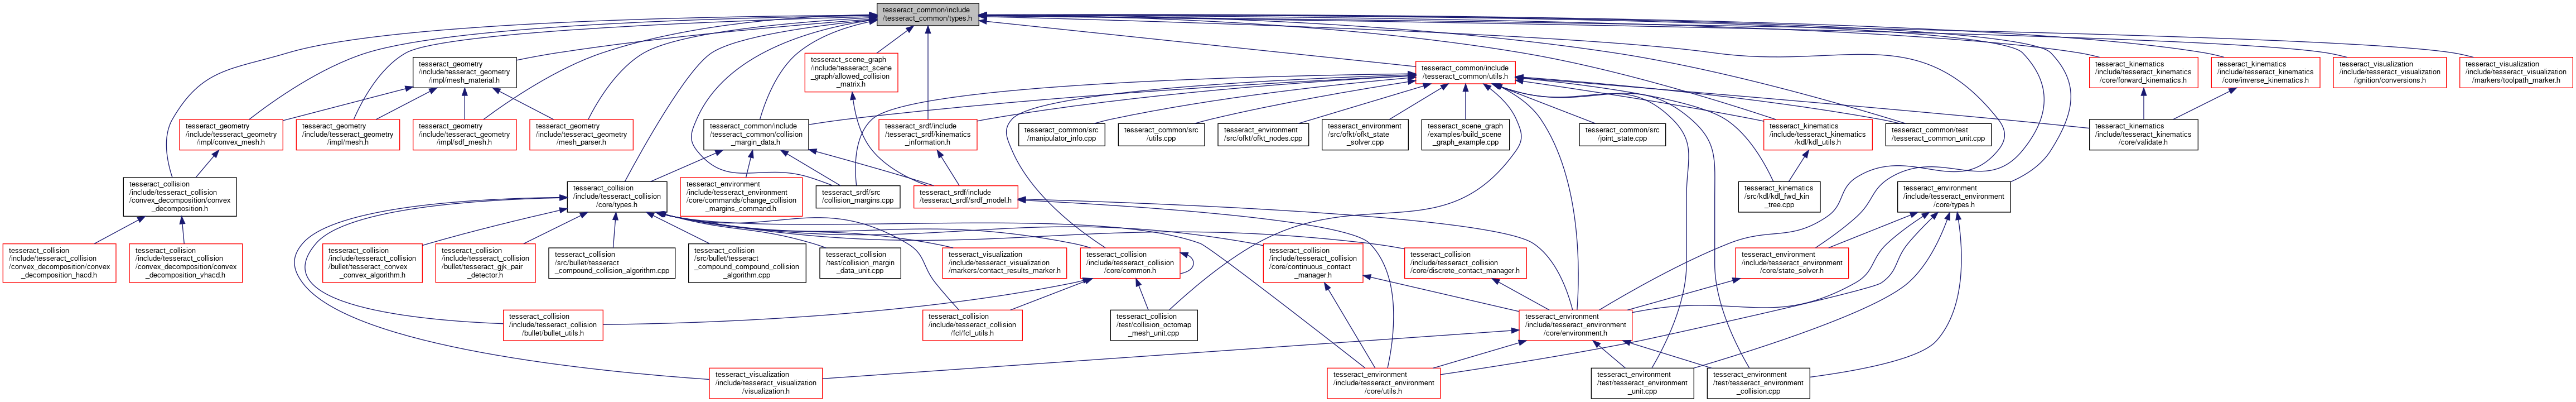 tesseract_common/include
/tesseract_common/types.h
tesseract_scene_graph
/include/tesseract_scene
_graph/allowed_collision
_matrix.h
tesseract_geometry
/include/tesseract_geometry
/impl/mesh_material.h
tesseract_common/include
/tesseract_common/utils.h
tesseract_kinematics
/include/tesseract_kinematics
/core/forward_kinematics.h
tesseract_kinematics
/include/tesseract_kinematics
/core/inverse_kinematics.h
tesseract_visualization
/include/tesseract_visualization
/ignition/conversions.h
tesseract_visualization
/include/tesseract_visualization
/markers/toolpath_marker.h
tesseract_geometry
/include/tesseract_geometry
/impl/convex_mesh.h
tesseract_geometry
/include/tesseract_geometry
/impl/mesh.h
tesseract_geometry
/include/tesseract_geometry
/impl/sdf_mesh.h
tesseract_geometry
/include/tesseract_geometry
/mesh_parser.h
tesseract_common/include
/tesseract_common/collision
_margin_data.h
tesseract_srdf/include
/tesseract_srdf/kinematics
_information.h
tesseract_common/src
/manipulator_info.cpp
tesseract_common/src
/utils.cpp
tesseract_environment
/src/ofkt/ofkt_nodes.cpp
tesseract_environment
/src/ofkt/ofkt_state
_solver.cpp
tesseract_scene_graph
/examples/build_scene
_graph_example.cpp
tesseract_common/src
/joint_state.cpp
tesseract_kinematics
/include/tesseract_kinematics
/kdl/kdl_utils.h
tesseract_common/test
/tesseract_common_unit.cpp
tesseract_kinematics
/include/tesseract_kinematics
/core/validate.h
tesseract_collision
/include/tesseract_collision
/convex_decomposition/convex
_decomposition.h
tesseract_collision
/include/tesseract_collision
/core/types.h
tesseract_environment
/include/tesseract_environment
/core/commands/change_collision
_margins_command.h
tesseract_srdf/src
/collision_margins.cpp
tesseract_srdf/include
/tesseract_srdf/srdf_model.h
tesseract_kinematics
/src/kdl/kdl_fwd_kin
_tree.cpp
tesseract_environment
/include/tesseract_environment
/core/types.h
tesseract_collision
/include/tesseract_collision
/convex_decomposition/convex
_decomposition_hacd.h
tesseract_collision
/include/tesseract_collision
/convex_decomposition/convex
_decomposition_vhacd.h
tesseract_collision
/include/tesseract_collision
/bullet/tesseract_convex
_convex_algorithm.h
tesseract_collision
/include/tesseract_collision
/bullet/tesseract_gjk_pair
_detector.h
tesseract_collision
/src/bullet/tesseract
_compound_collision_algorithm.cpp
tesseract_collision
/src/bullet/tesseract
_compound_compound_collision
_algorithm.cpp
tesseract_collision
/test/collision_margin
_data_unit.cpp
tesseract_visualization
/include/tesseract_visualization
/markers/contact_results_marker.h
tesseract_collision
/include/tesseract_collision
/core/common.h
tesseract_collision
/include/tesseract_collision
/core/continuous_contact
_manager.h
tesseract_collision
/include/tesseract_collision
/core/discrete_contact_manager.h
tesseract_environment
/include/tesseract_environment
/core/state_solver.h
tesseract_collision
/include/tesseract_collision
/bullet/bullet_utils.h
tesseract_collision
/include/tesseract_collision
/fcl/fcl_utils.h
tesseract_collision
/test/collision_octomap
_mesh_unit.cpp
tesseract_environment
/include/tesseract_environment
/core/environment.h
tesseract_visualization
/include/tesseract_visualization
/visualization.h
tesseract_environment
/include/tesseract_environment
/core/utils.h
tesseract_environment
/test/tesseract_environment
_unit.cpp
tesseract_environment
/test/tesseract_environment
_collision.cpp